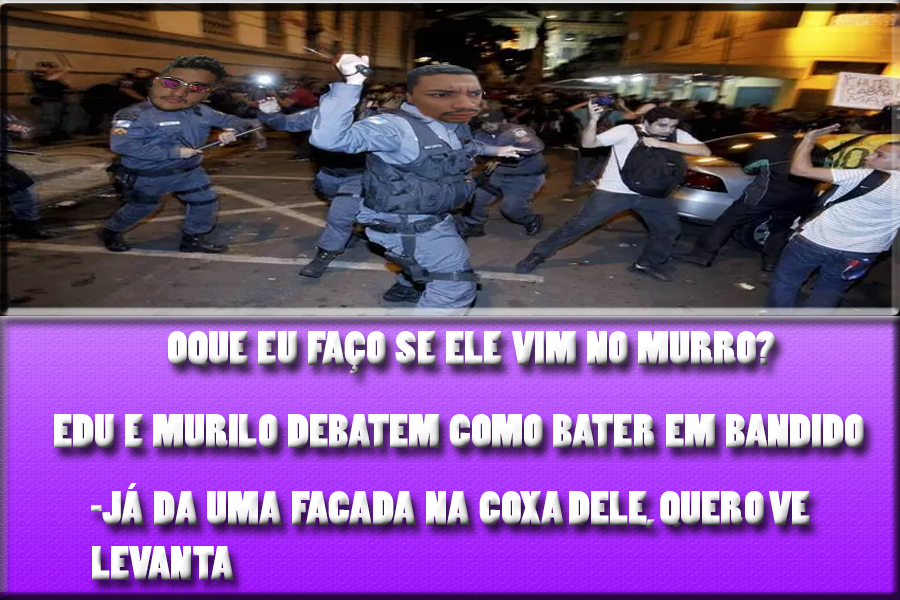 OQUE EU FAÇO SE ELE VIM NO MURRO?
EDU E MURILO DEBATEM COMO BATER EM BANDIDO
-JÁ DA UMA FACADA NA COXA DELE, QUERO VE
LEVANTA